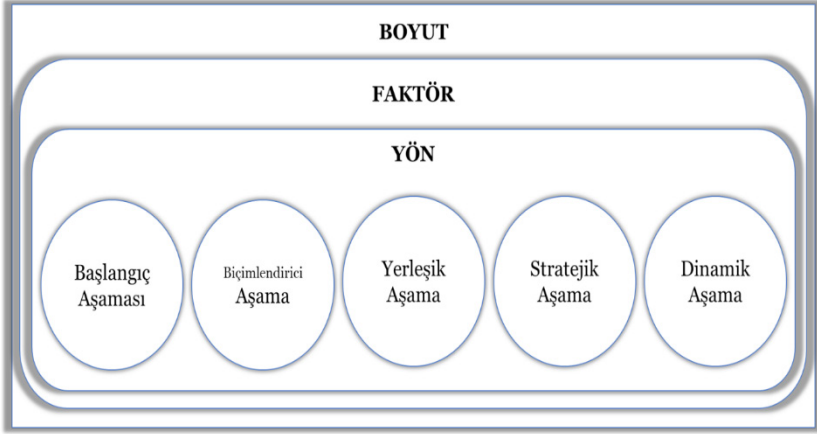 BOYUT
FAKTÖR
YÖN
Başlangıç
Aşaması
Biçimlendirici
Aşama
Yerleşik
Aşama
Stratejik
Aşama
Dinamik
Aşama